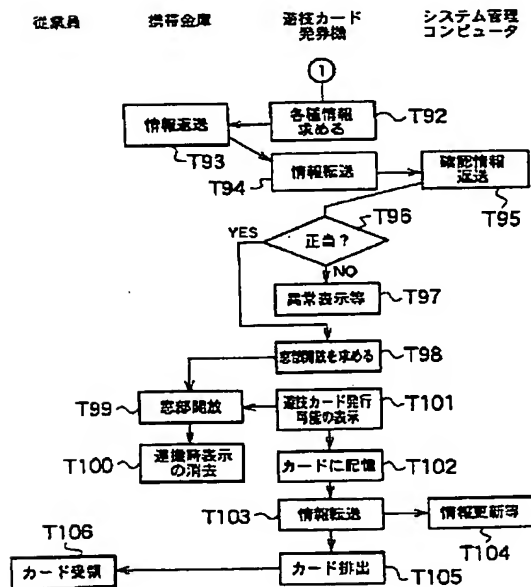 従業員
携帯金庫
遊技カード
発券機
システム管理
コンピュータ
1
各種情報
求める
T92
情報返送
T93
情報転送
T94
確認情報
返送
T95
正当?
T96
YES
NO
異常表示等
T97
窓部開放を求める
T98
窓部開放
T99
遊技カード発行
可能の表示
T101
運搬時表示
の消去
T100
カードに記憶
T102
情報転送
T103
情報更新等
T104
T106
カード受領
カード排出
T105